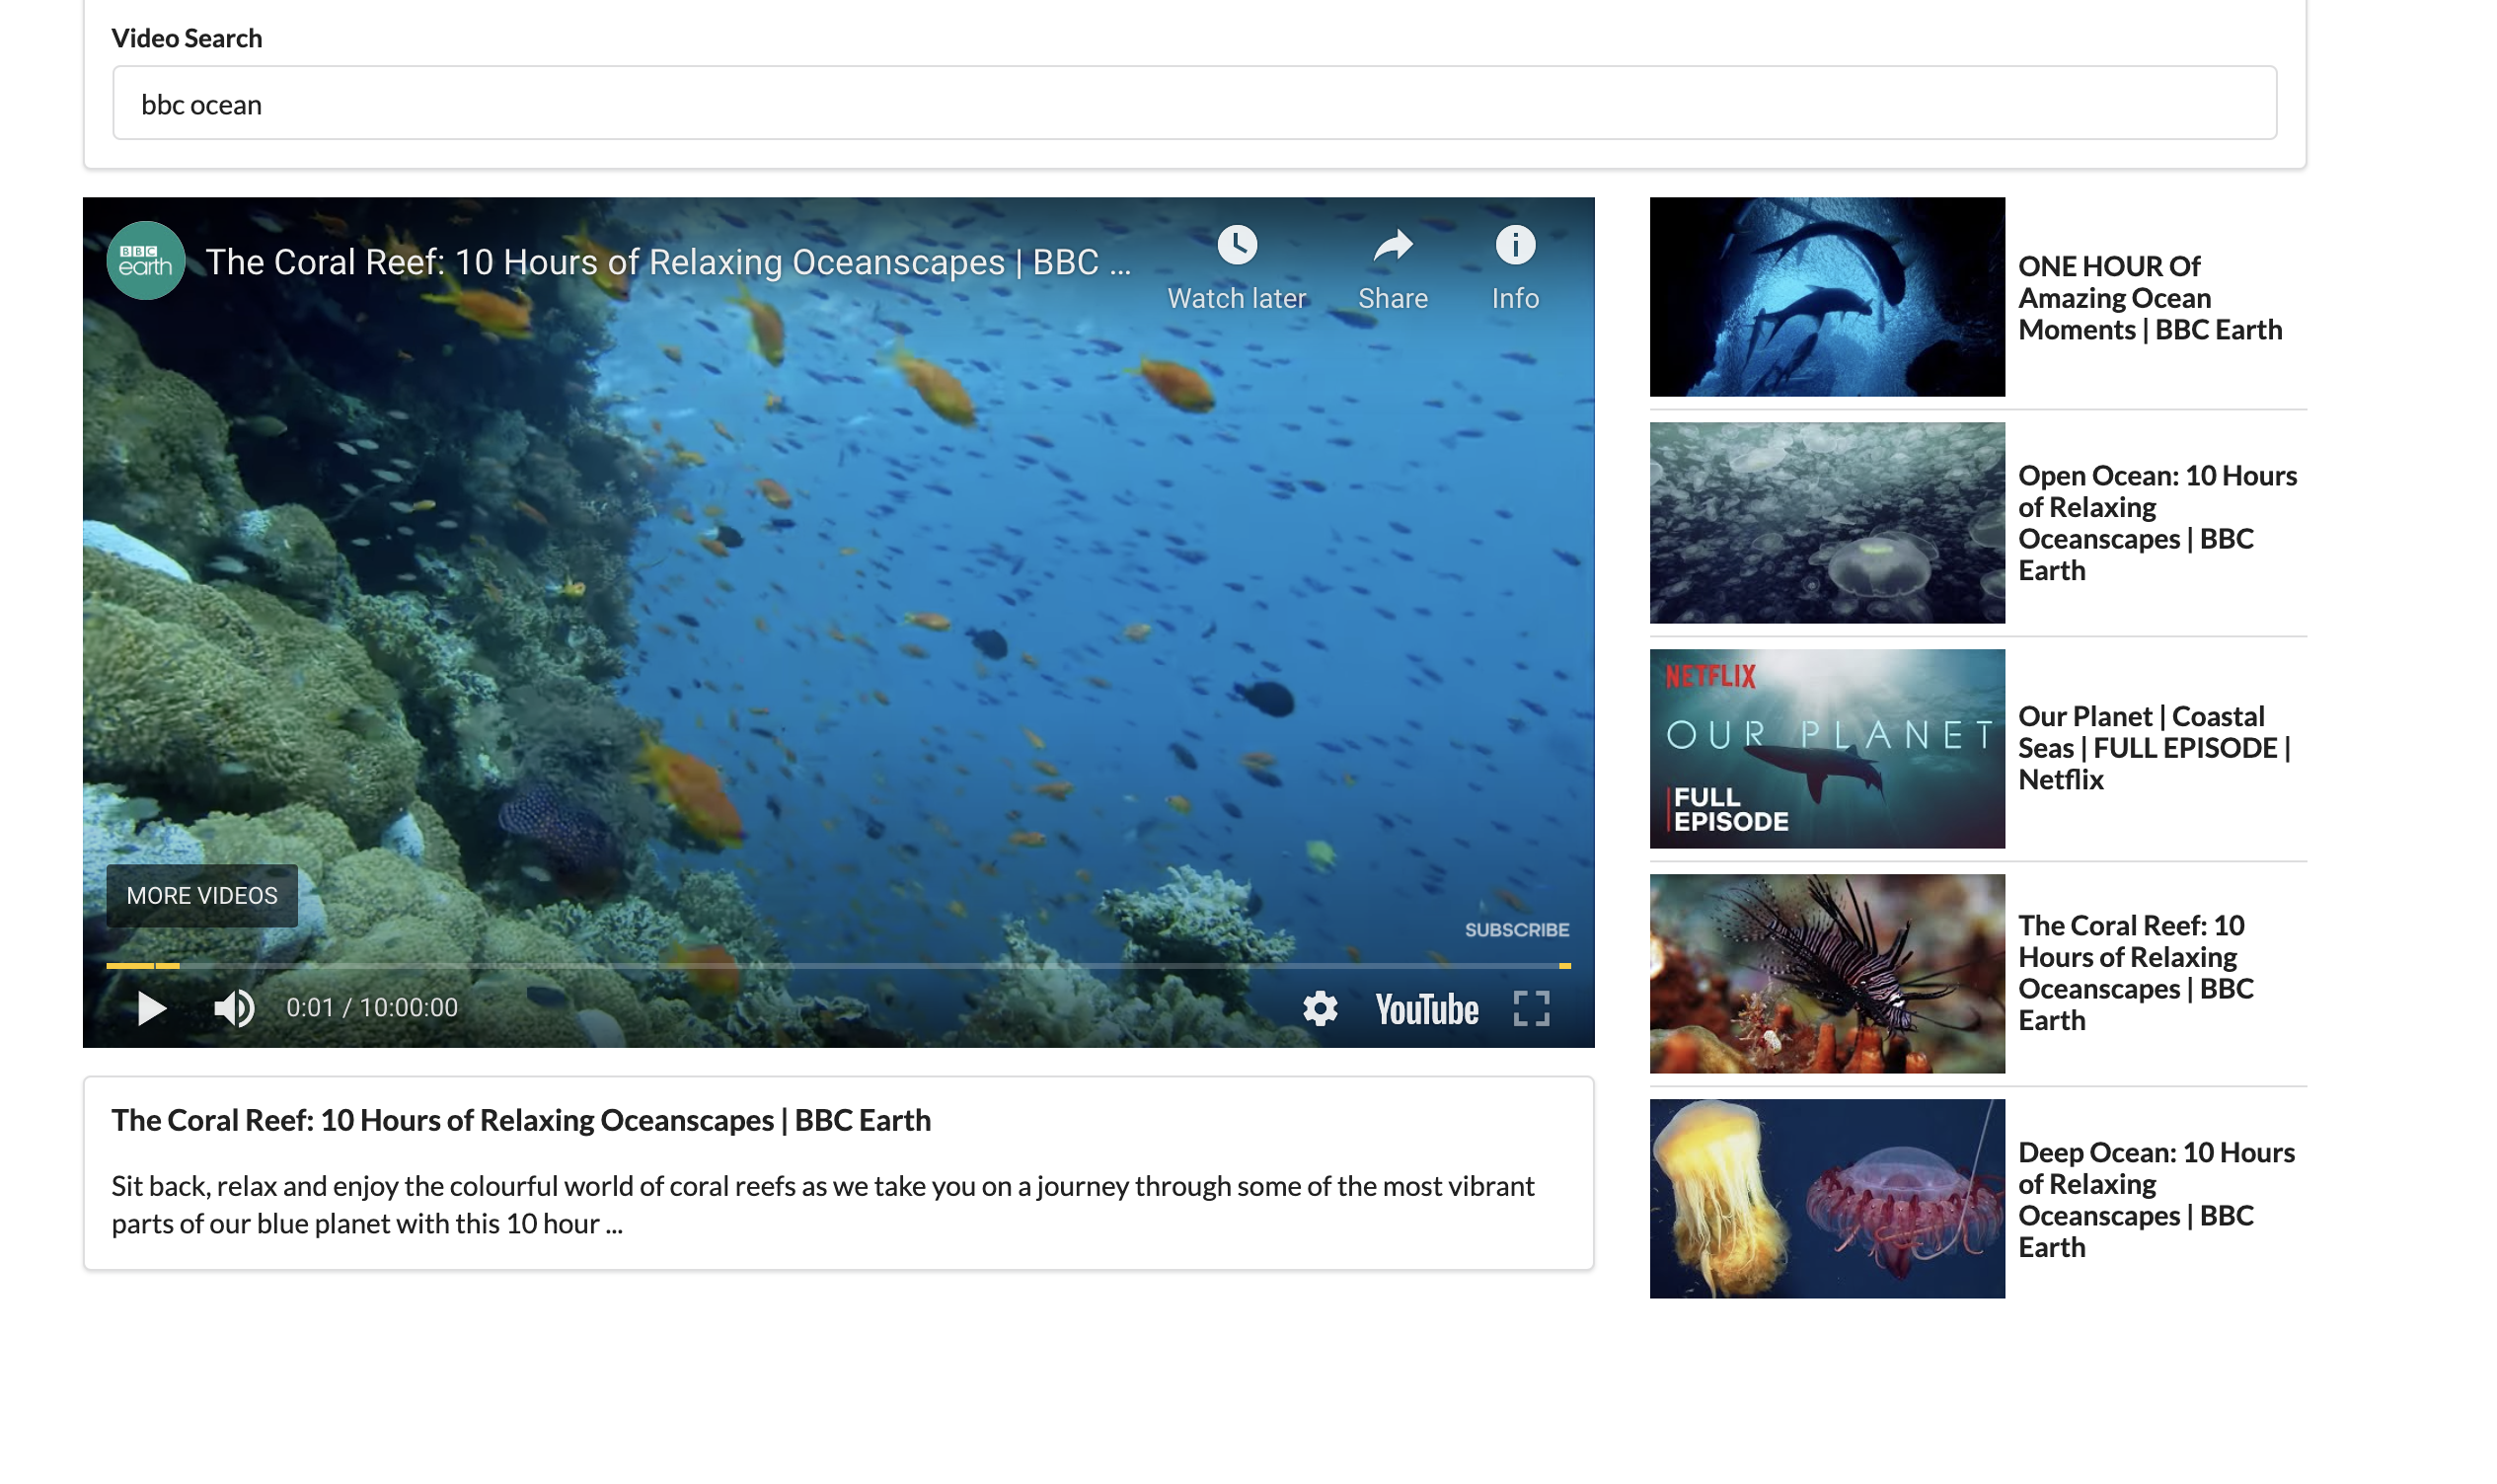 Video Search
bbc ocean
BBC
earth
The Coral Reef: 10 Hours of Relaxing Oceanscapes | BBC ...
Watch later
Share
Info
MORE VIDEOS
SUBSCRIBE
0:01 / 10:00:00
YouTube
The Coral Reef: 10 Hours of Relaxing Oceanscapes | BBC Earth
Sit back, relax and enjoy the colourful world of coral reefs as we take you on a journey through some of the most vibrant
parts of our blue planet with this 10 hour ...
ONE HOUR Of
Amazing Ocean
Moments | BBC Earth
Open Ocean: 10 Hours
of Relaxing
Oceanscapes | BBC
Earth
NETFLIX
OUR PLANET
FULL
EPISODE
Our Planet | Coastal
Seas | FULL EPISODE |
Netflix
The Coral Reef: 10
Hours of Relaxing
Oceanscapes | BBC
Earth
Deep Ocean: 10 Hours
of Relaxing
Oceanscapes | BBC
Earth